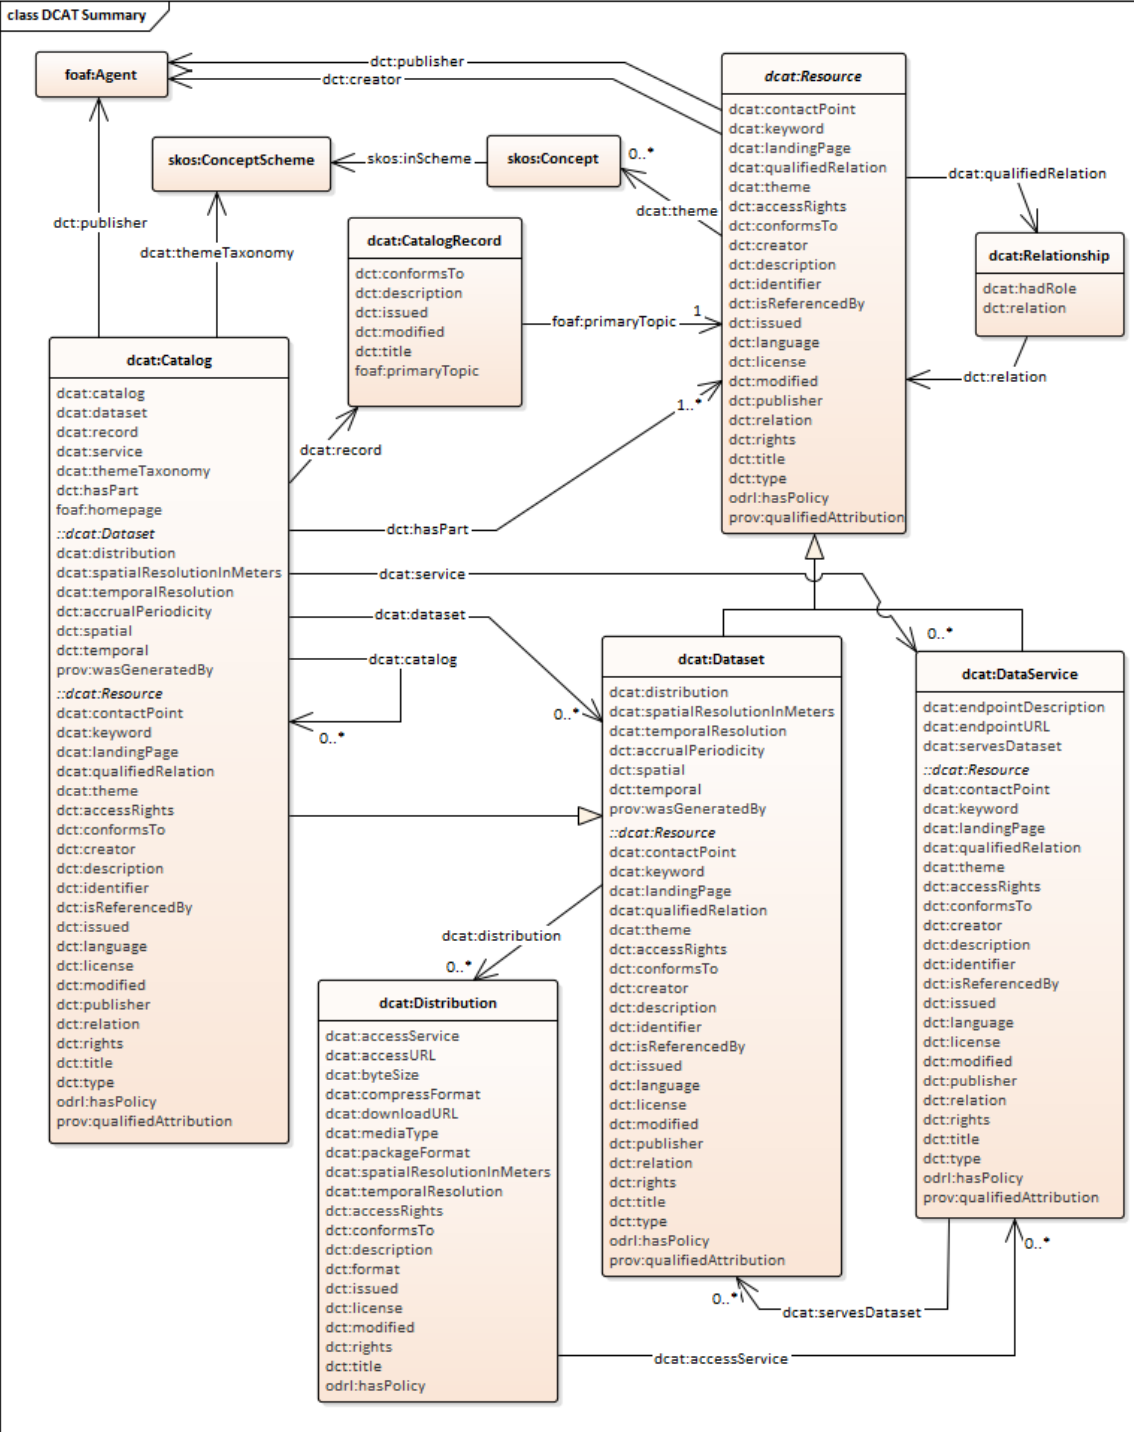 class DCAT Summary
foaf:Agent
dct:publisher
dct:creator
dcat:Resource
dcat:contactPoint
dcat:keyword
dcat:landingPage
dcat:qualifiedRelation
dcat:theme
dct:accessRights
dct:conformsTo
dct:creator
dct:description
dct:identifier
dct:isReferencedBy
dct:issued
dct:language
dct:license
dct:modified
dct:publisher
dct:relation
dct:rights
dct:title
dct:type
odrl:hasPolicy
prov:qualifiedAttribution
skos:ConceptScheme
skos:inScheme
skos:Concept
0..*
dcat:theme
dcat:qualifiedRelation
dcat:Relationship
dcat:hadRole
dct:relation
dct:relation
dct:publisher
dcat:themeTaxonomy
dcat:CatalogRecord
dct:conformsTo
dct:description
dct:issued
dct:modified
dct:title
foaf:primaryTopic
foaf:primaryTopic
1
1..*
dcat:record
dct:hasPart
dcat:service
0..*
dcat:dataset
0..*
dcat:catalog
0..*
dcat:Catalog
dcat:catalog
dcat:dataset
dcat:record
dcat:service
dcat:themeTaxonomy
dct:hasPart
foaf:homepage
::dcat:Dataset
dcat:distribution
dcat:spatialResolutionInMeters
dcat:temporalResolution
dct:accrualPeriodicity
dct:spatial
dct:temporal
prov:wasGeneratedBy
::dcat:Resource
dcat:contactPoint
dcat:keyword
dcat:landingPage
dcat:qualifiedRelation
dcat:theme
dct:accessRights
dct:conformsTo
dct:creator
dct:description
dct:identifier
dct:isReferencedBy
dct:issued
dct:language
dct:license
dct:modified
dct:publisher
dct:relation
dct:rights
dct:title
dct:type
odrl:hasPolicy
prov:qualifiedAttribution
dcat:Dataset
dcat:distribution
dcat:spatialResolutionInMeters
dcat:temporalResolution
dct:accrualPeriodicity
dct:spatial
dct:temporal
prov:wasGeneratedBy
::dcat:Resource
dcat:contactPoint
dcat:keyword
dcat:landingPage
dcat:qualifiedRelation
dcat:theme
dct:accessRights
dct:conformsTo
dct:creator
dct:description
dct:identifier
dct:isReferencedBy
dct:issued
dct:language
dct:license
dct:modified
dct:publisher
dct:relation
dct:rights
dct:title
dct:type
odrl:hasPolicy
prov:qualifiedAttribution
dcat:DataService
dcat:endpointDescription
dcat:endpointURL
dcat:servesDataset
::dcat:Resource
dcat:contactPoint
dcat:keyword
dcat:landingPage
dcat:qualifiedRelation
dcat:theme
dct:accessRights
dct:conformsTo
dct:creator
dct:description
dct:identifier
dct:isReferencedBy
dct:issued
dct:language
dct:license
dct:modified
dct:publisher
dct:relation
dct:rights
dct:title
dct:type
odrl:hasPolicy
prov:qualifiedAttribution
dcat:distribution
0..*
dcat:Distribution
dcat:accessService
dcat:accessURL
dcat:byteSize
dcat:compressFormat
dcat:downloadURL
dcat:mediaType
dcat:packageFormat
dcat:spatialResolutionInMeters
dcat:temporalResolution
dct:accessRights
dct:conformsTo
dct:description
dct:format
dct:issued
dct:license
dct:modified
dct:rights
dct:title
odrl:hasPolicy
0..*
dcat:servesDataset
0..*
dcat:accessService